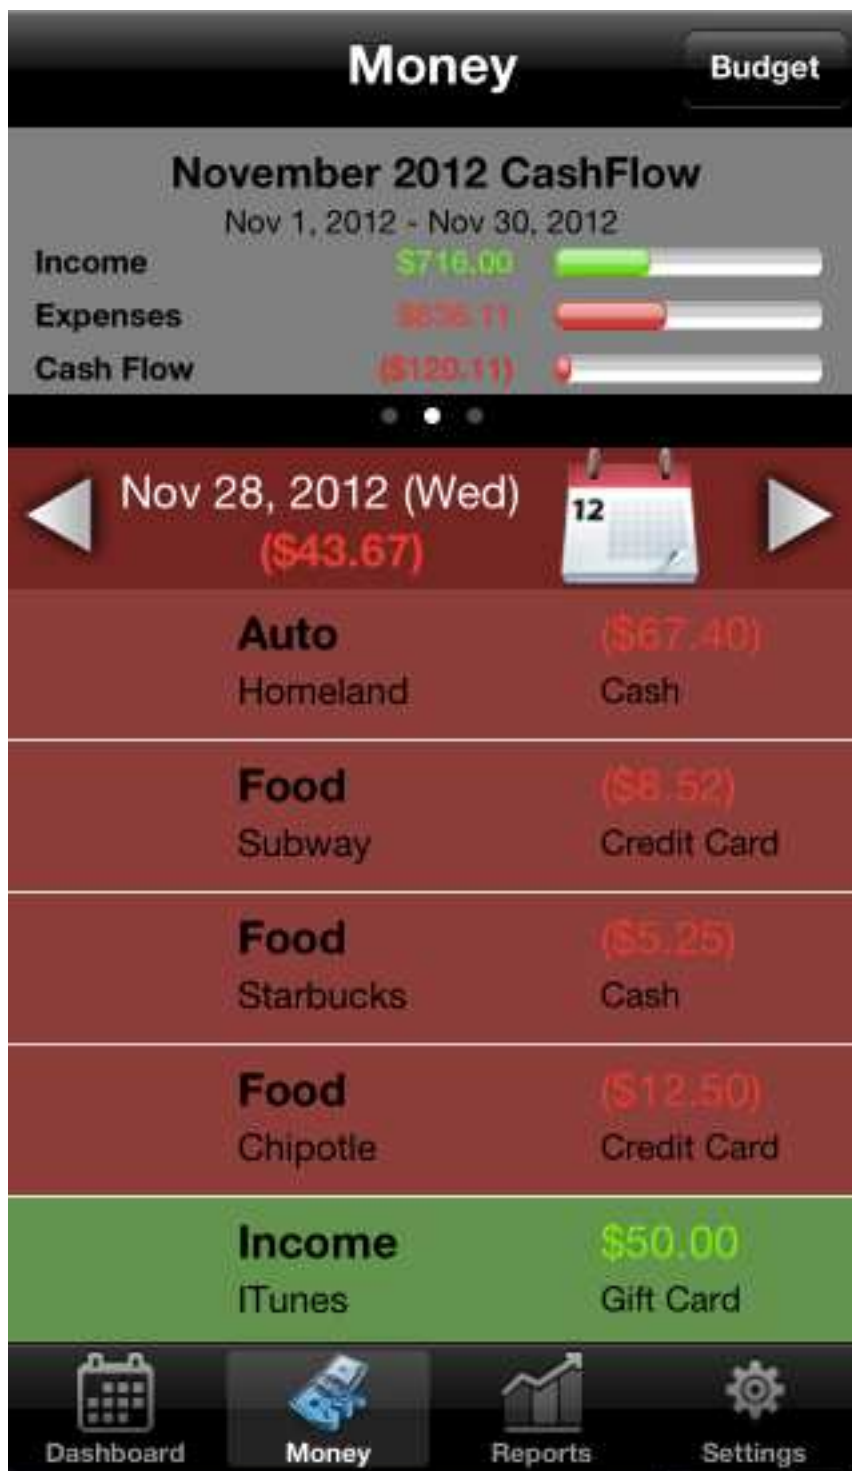 Money
Budget
November 2012 CashFlow
Nov 1, 2012 - Nov 30, 2012
Income $716.00
Expenses $836.11
Cash Flow ($120.11)
Nov 28, 2012 (Wed)
($43.67)
12
Auto ($67.40)
Homeland Cash
Food ($8.52)
Subway Credit Card
Food ($5.25)
Starbucks Cash
Food ($12.50)
Chipotle Credit Card
Income $50.00
ITunes Gift Card
Dashboard Money Reports Settings